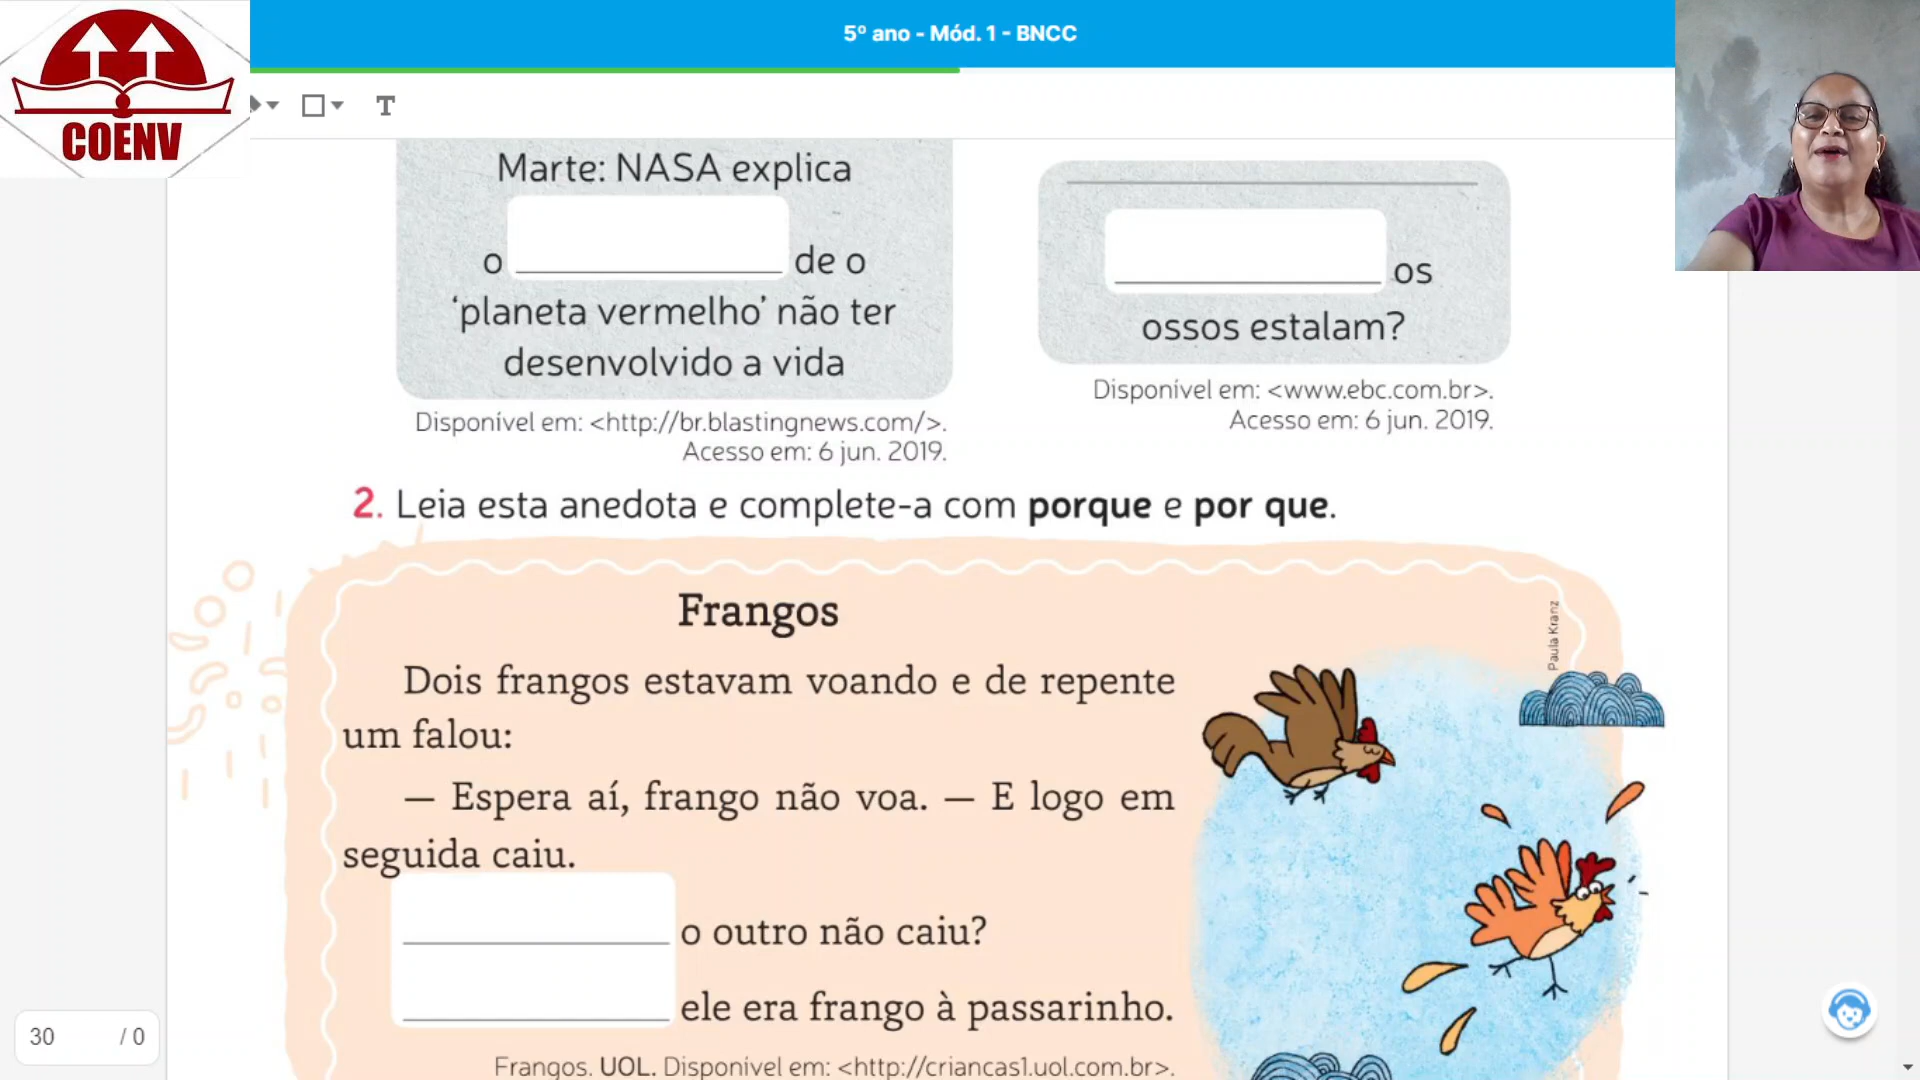 COENV
5º ano - Mód. 1 - BNCC
T
Marte: NASA explica
o ____ de o
‘planeta vermelho’ não ter
desenvolvido a vida
Disponível em: <http://br.blastingnews.com/>.
Acesso em: 6 jun. 2019.
____ os
ossos estalam?
Disponível em: <www.ebc.com.br>.
Acesso em: 6 jun. 2019.
2. Leia esta anedota e complete-a com porque e por que.
Frangos
Dois frangos estavam voando e de repente
um falou:
— Espera aí, frango não voa. — E logo em
seguida caiu.
____ o outro não caiu?
____ ele era frango à passarinho.
Frangos. UOL. Disponível em: <http://criancas1.uol.com.br>.
Paula Kranz
30 / 0